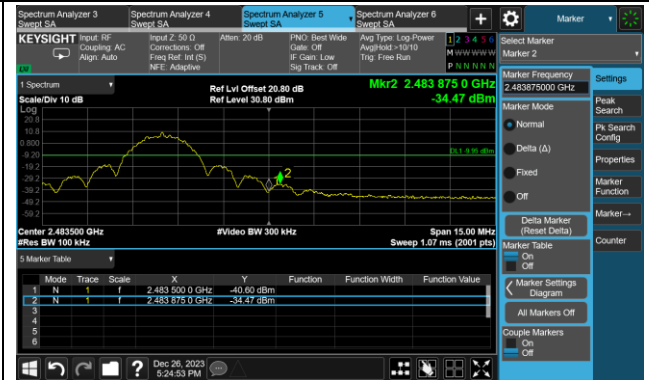 Spectrum Analyzer 3
Swept SA
Spectrum Analyzer 4
Swept SA
Spectrum Analyzer 5
Swept SA
Spectrum Analyzer 6
Swept SA
+
Marker
KEYSIGHT
Input: RF
Coupling: AC
Align: Auto
Input Z: 50 Ω
Corrections: Off
Freq Ref: Int (S)
NFE: Adaptive
Atten: 20 dB
PNO: Best Wide
Gate: Off
IF Gain: Low
Sig Track: Off
Avg Type: Log-Power
Avg|Hold:>10/10
Trig: Free Run
1 2 3 4 5 6
M W W W W W
P N N N N N
Select Marker
Marker 2
1 Spectrum
Scale/Div 10 dB
Ref Lvl Offset 20.80 dB
Ref Level 30.80 dBm
Mkr2 2.483 875 0 GHz
-34.47 dBm
Log
20.8
10.8
0.800
-9.20
-19.2
-29.2
-39.2
-49.2
-59.2
DL1 -9.95 dBm
2
Center 2.483500 GHz
#Res BW 100 kHz
#Video BW 300 kHz
Span 15.00 MHz
Sweep 1.07 ms (2001 pts)
5 Marker Table
Mode Trace Scale X Y Function Function Width Function Value
1 N 1 f 2.483 500 0 GHz -40.60 dBm
2 N 1 f 2.483 875 0 GHz -34.47 dBm
3
4
5
6
Marker Frequency
2.483875000 GHz
Marker Mode
Normal
Delta (Δ)
Fixed
Off
Delta Marker
(Reset Delta)
Marker Table
On
Off
Marker Settings
Diagram
All Markers Off
Couple Markers
On
Off
Settings
Peak
Search
Pk Search
Config
Properties
Marker
Function
Marker→
Counter
?
Dec 26, 2023
5:24:53 PM